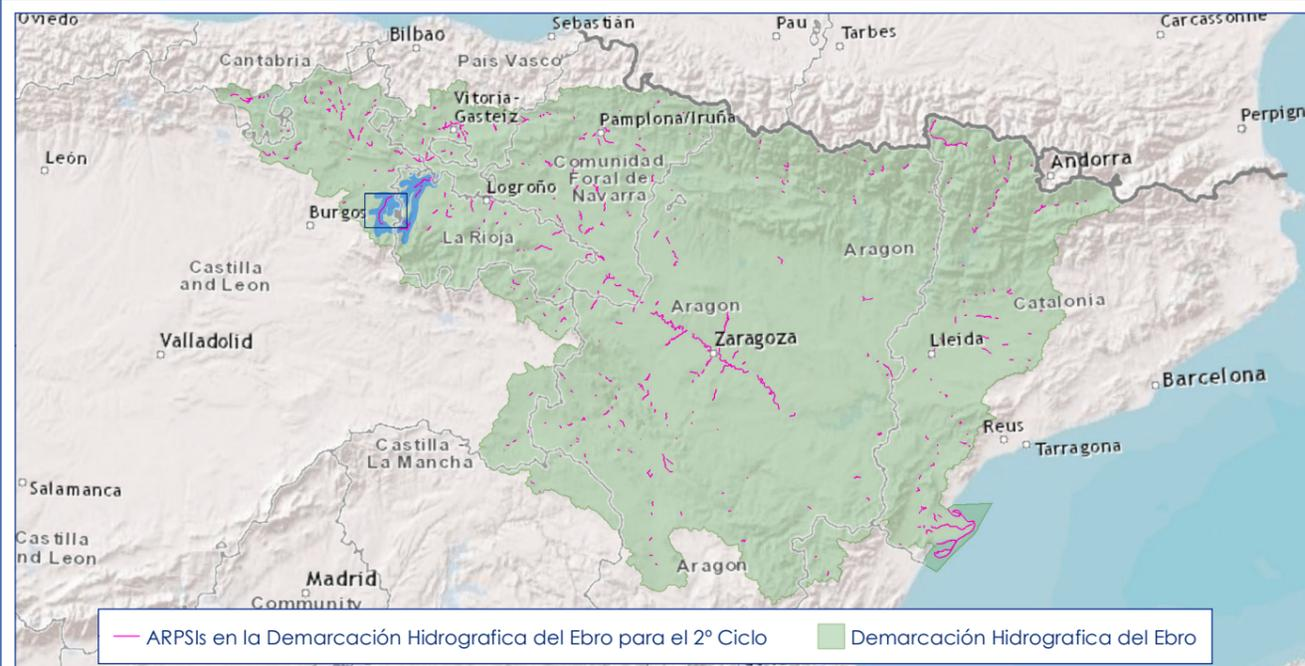 Oviedo
Sebastián
Pau
Carcassonne
Bilbao
Tarbes
Cantabria
Pais Vasco
Vitoria-
Gasteiz
Pamplona/Iruña
Perpign
León
Andorra
Comunidad
Foral de
Navarra
Logroño
Burgos
La Rioja
Aragon
Castilla
and Leon
Aragon
Catalonia
Valladolid
Zaragoza
Lleida
Barcelona
Reus
Castilla -
La Mancha
Tarragona
Salamanca
Castilla
nd Leon
Aragon
Madrid
Community
ARPSIs en la Demarcación Hidrografica del Ebro para el 2º Ciclo
Demarcación Hidrografica del Ebro